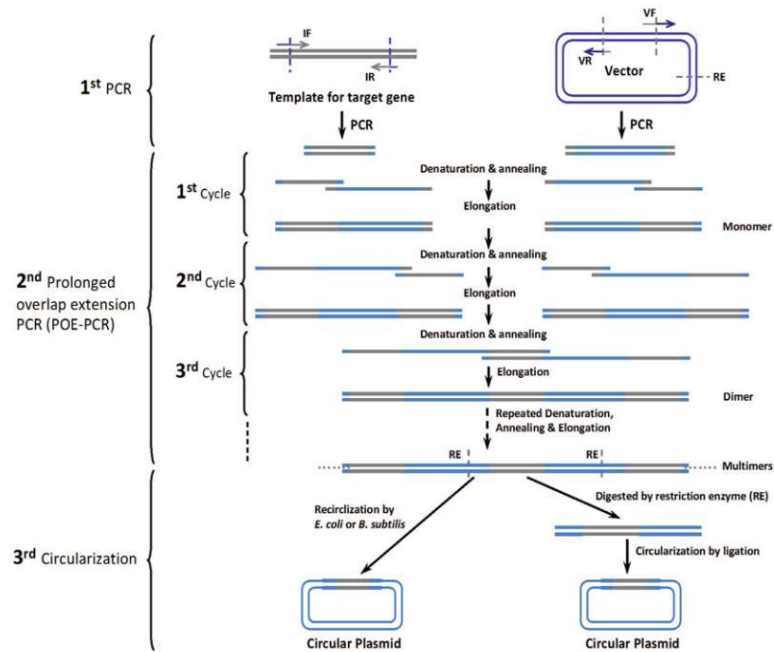 IF
IR
Template for target gene
VF
VR
Vector
RE
1st PCR
PCR
PCR
Denaturation & annealing
1st Cycle
Elongation
Monomer
Denaturation & annealing
2nd Cycle
Elongation
2nd Prolonged
overlap extension
PCR (POE-PCR)
Denaturation & annealing
3rd Cycle
Elongation
Dimer
Repeated Denaturation,
Annealing & Elongation
RE
RE
Multimers
Recirclization by
E. coli or B. subtilis
Digested by restriction enzyme (RE)
3rd Circularization
Circularization by ligation
Circular Plasmid
Circular Plasmid